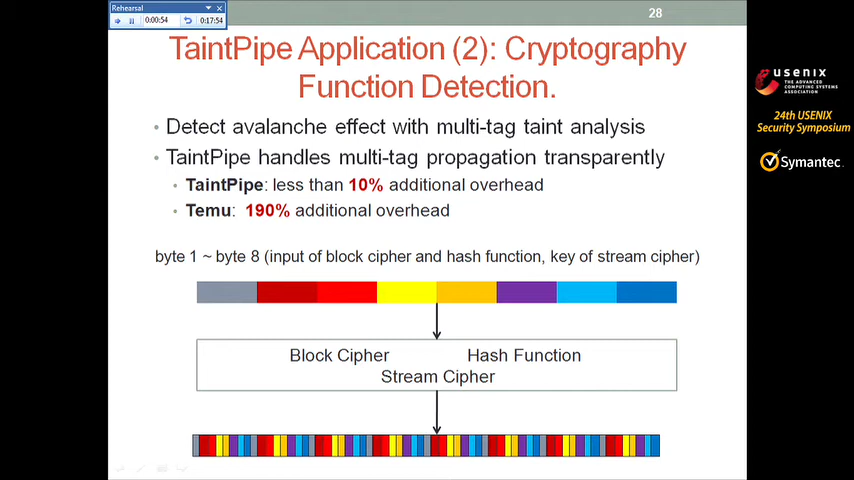 Rehearsal
0:00:54
0:17:54
28
TaintPipe Application (2): Cryptography
Function Detection.
• Detect avalanche effect with multi-tag taint analysis
• TaintPipe handles multi-tag propagation transparently
• TaintPipe: less than 10% additional overhead
• Temu: 190% additional overhead
byte 1 ~ byte 8 (input of block cipher and hash function, key of stream cipher)
Block Cipher Hash Function
Stream Cipher
usenix
THE ADVANCED
COMPUTING SYSTEMS
ASSOCIATION
24th USENIX
Security Symposium
Symantec.